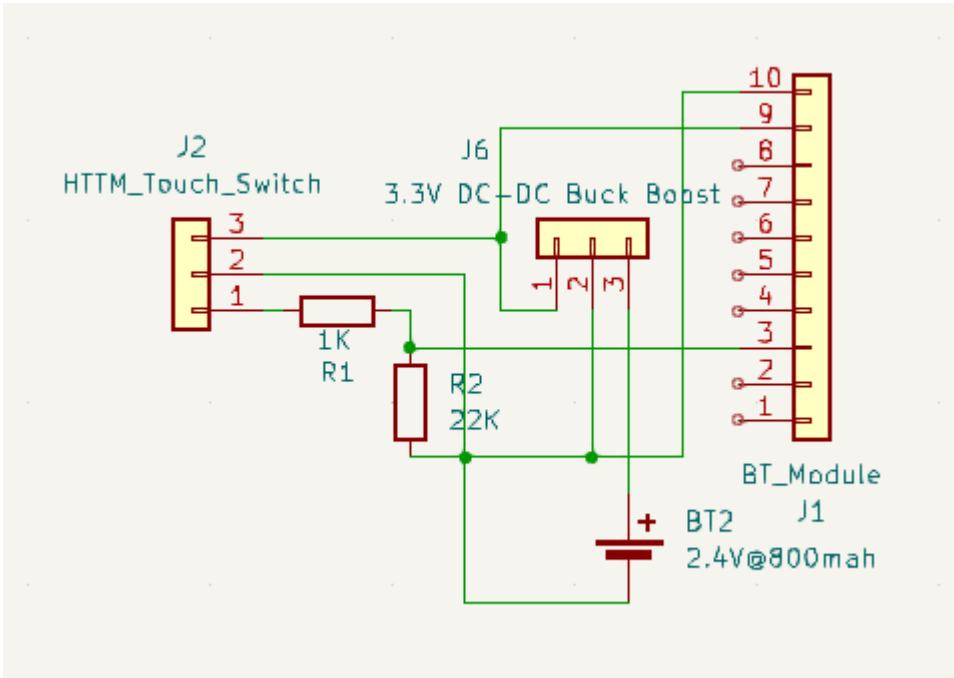 J2
HTTM_Touch_Switch
3
2
1
1K
R1
R2
22K
J6
3.3V DC-DC Buck Boost
1
2
3
10
9
8
7
6
5
4
3
2
1
BT_Module
J1
+
BT2
2.4V@800mah